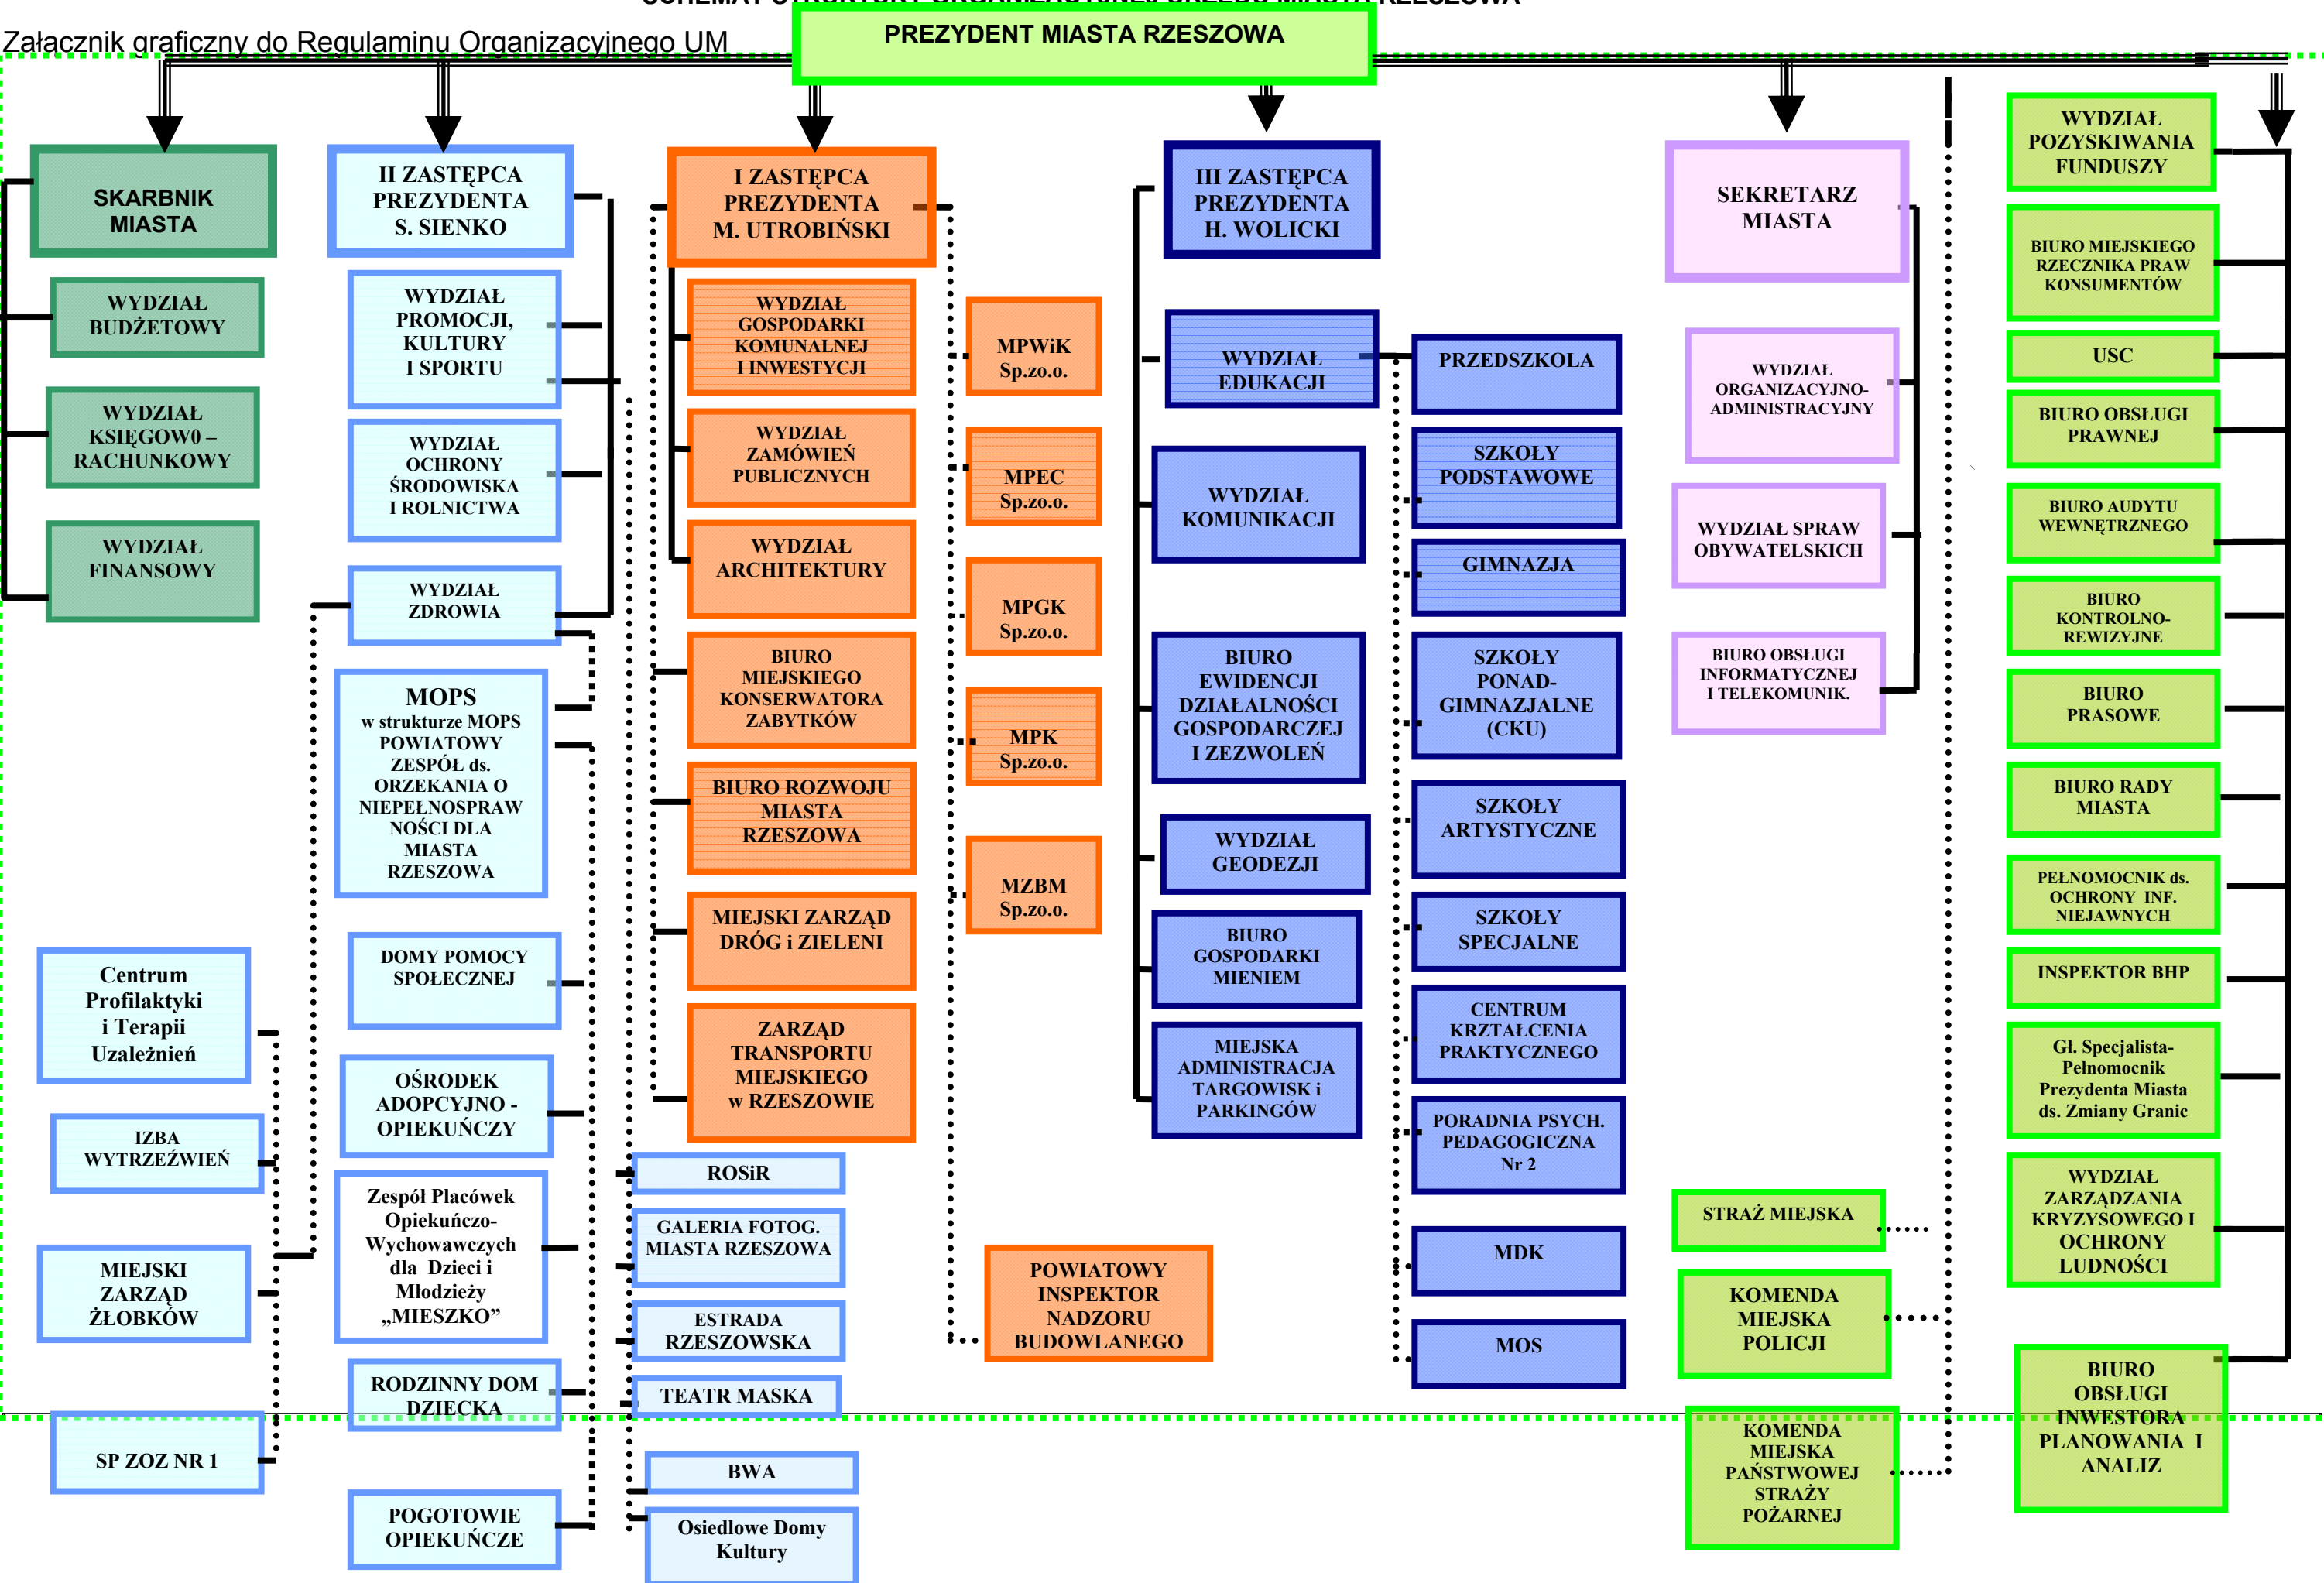 SCHEMAT STRUKTURY ORGANIZACYJNEJ URZĘDU MIASTA RZESZOWA
Załacznik graficzny do Regulaminu Organizacyjnego UM
PREZYDENT MIASTA RZESZOWA
SKARBNIK
MIASTA
WYDZIAŁ
BUDŻETOWY
WYDZIAŁ
KSIĘGOW0 –
RACHUNKOWY
WYDZIAŁ
FINANSOWY
Centrum
Profilaktyki
i Terapii
Uzależnień
IZBA
WYTRZEŹWIEŃ
MIEJSKI
ZARZĄD
ŻŁOBKÓW
SP ZOZ NR 1
II ZASTĘPCA
PREZYDENTA
S. SIENKO
WYDZIAŁ
PROMOCJI,
KULTURY
I SPORTU
WYDZIAŁ
OCHRONY
ŚRODOWISKA
I ROLNICTWA
WYDZIAŁ
ZDROWIA
MOPS
w strukturze MOPS
POWIATOWY
ZESPÓŁ ds.
ORZEKANIA O
NIEPEŁNOSPRAW
NOŚCI DLA
MIASTA
RZESZOWA
DOMY POMOCY
SPOŁECZNEJ
OŚRODEK
ADOPCYJNO -
OPIEKUŃCZY
Zespół Placówek
Opiekuńczo-
Wychowawczych
dla Dzieci i
Młodzieży
„MIESZKO”
RODZINNY DOM
DZIECKA
POGOTOWIE
OPIEKUŃCZE
I ZASTĘPCA
PREZYDENTA
M. UTROBIŃSKI
WYDZIAŁ
GOSPODARKI
KOMUNALNEJ
I INWESTYCJI
WYDZIAŁ
ZAMÓWIEŃ
PUBLICZNYCH
WYDZIAŁ
ARCHITEKTURY
BIURO
MIEJSKIEGO
KONSERWATORA
ZABYTKÓW
BIURO ROZWOJU
MIASTA
RZESZOWA
MIEJSKI ZARZĄD
DRÓG i ZIELENI
ZARZĄD
TRANSPORTU
MIEJSKIEGO
w RZESZOWIE
ROSiR
GALERIA FOTOG.
MIASTA RZESZOWA
ESTRADA
RZESZOWSKA
TEATR MASKA
BWA
Osiedlowe Domy
Kultury
MPWiK
Sp.zo.o.
MPEC
Sp.zo.o.
MPGK
Sp.zo.o.
MPK
Sp.zo.o.
MZBM
Sp.zo.o.
POWIATOWY
INSPEKTOR
NADZORU
BUDOWLANEGO
III ZASTĘPCA
PREZYDENTA
H. WOLICKI
WYDZIAŁ
EDUKACJI
WYDZIAŁ
KOMUNIKACJI
BIURO
EWIDENCJI
DZIAŁALNOŚCI
GOSPODARCZEJ
I ZEZWOLEŃ
WYDZIAŁ
GEODEZJI
BIURO
GOSPODARKI
MIENIEM
MIEJSKA
ADMINISTRACJA
TARGOWISK i
PARKINGÓW
PRZEDSZKOLA
SZKOŁY
PODSTAWOWE
GIMNAZJA
SZKOŁY
PONAD-
GIMNAZJALNE
(CKU)
SZKOŁY
ARTYSTYCZNE
SZKOŁY
SPECJALNE
CENTRUM
KRZTAŁCENIA
PRAKTYCZNEGO
PORADNIA PSYCH.
PEDAGOGICZNA
Nr 2
MDK
MOS
SEKRETARZ
MIASTA
WYDZIAŁ
ORGANIZACYJNO-
ADMINISTRACYJNY
WYDZIAŁ SPRAW
OBYWATELSKICH
BIURO OBSŁUGI
INFORMATYCZNEJ
I TELEKOMUNIK.
STRAŻ MIEJSKA
KOMENDA
MIEJSKA
POLICJI
KOMENDA
MIEJSKA
PAŃSTWOWEJ
STRAŻY
POŻARNEJ
WYDZIAŁ
POZYSKIWANIA
FUNDUSZY
BIURO MIEJSKIEGO
RZECZNIKA PRAW
KONSUMENTÓW
USC
BIURO OBSŁUGI
PRAWNEJ
BIURO AUDYTU
WEWNĘTRZNEGO
BIURO
KONTROLNO-
REWIZYJNE
BIURO
PRASOWE
BIURO RADY
MIASTA
PEŁNOMOCNIK ds.
OCHRONY INF.
NIEJAWNYCH
INSPEKTOR BHP
Gł. Specjalista-
Pełnomocnik
Prezydenta Miasta
ds. Zmiany Granic
WYDZIAŁ
ZARZĄDZANIA
KRYZYSOWEGO I
OCHRONY
LUDNOŚCI
BIURO
OBSŁUGI
INWESTORA
PLANOWANIA I
ANALIZ